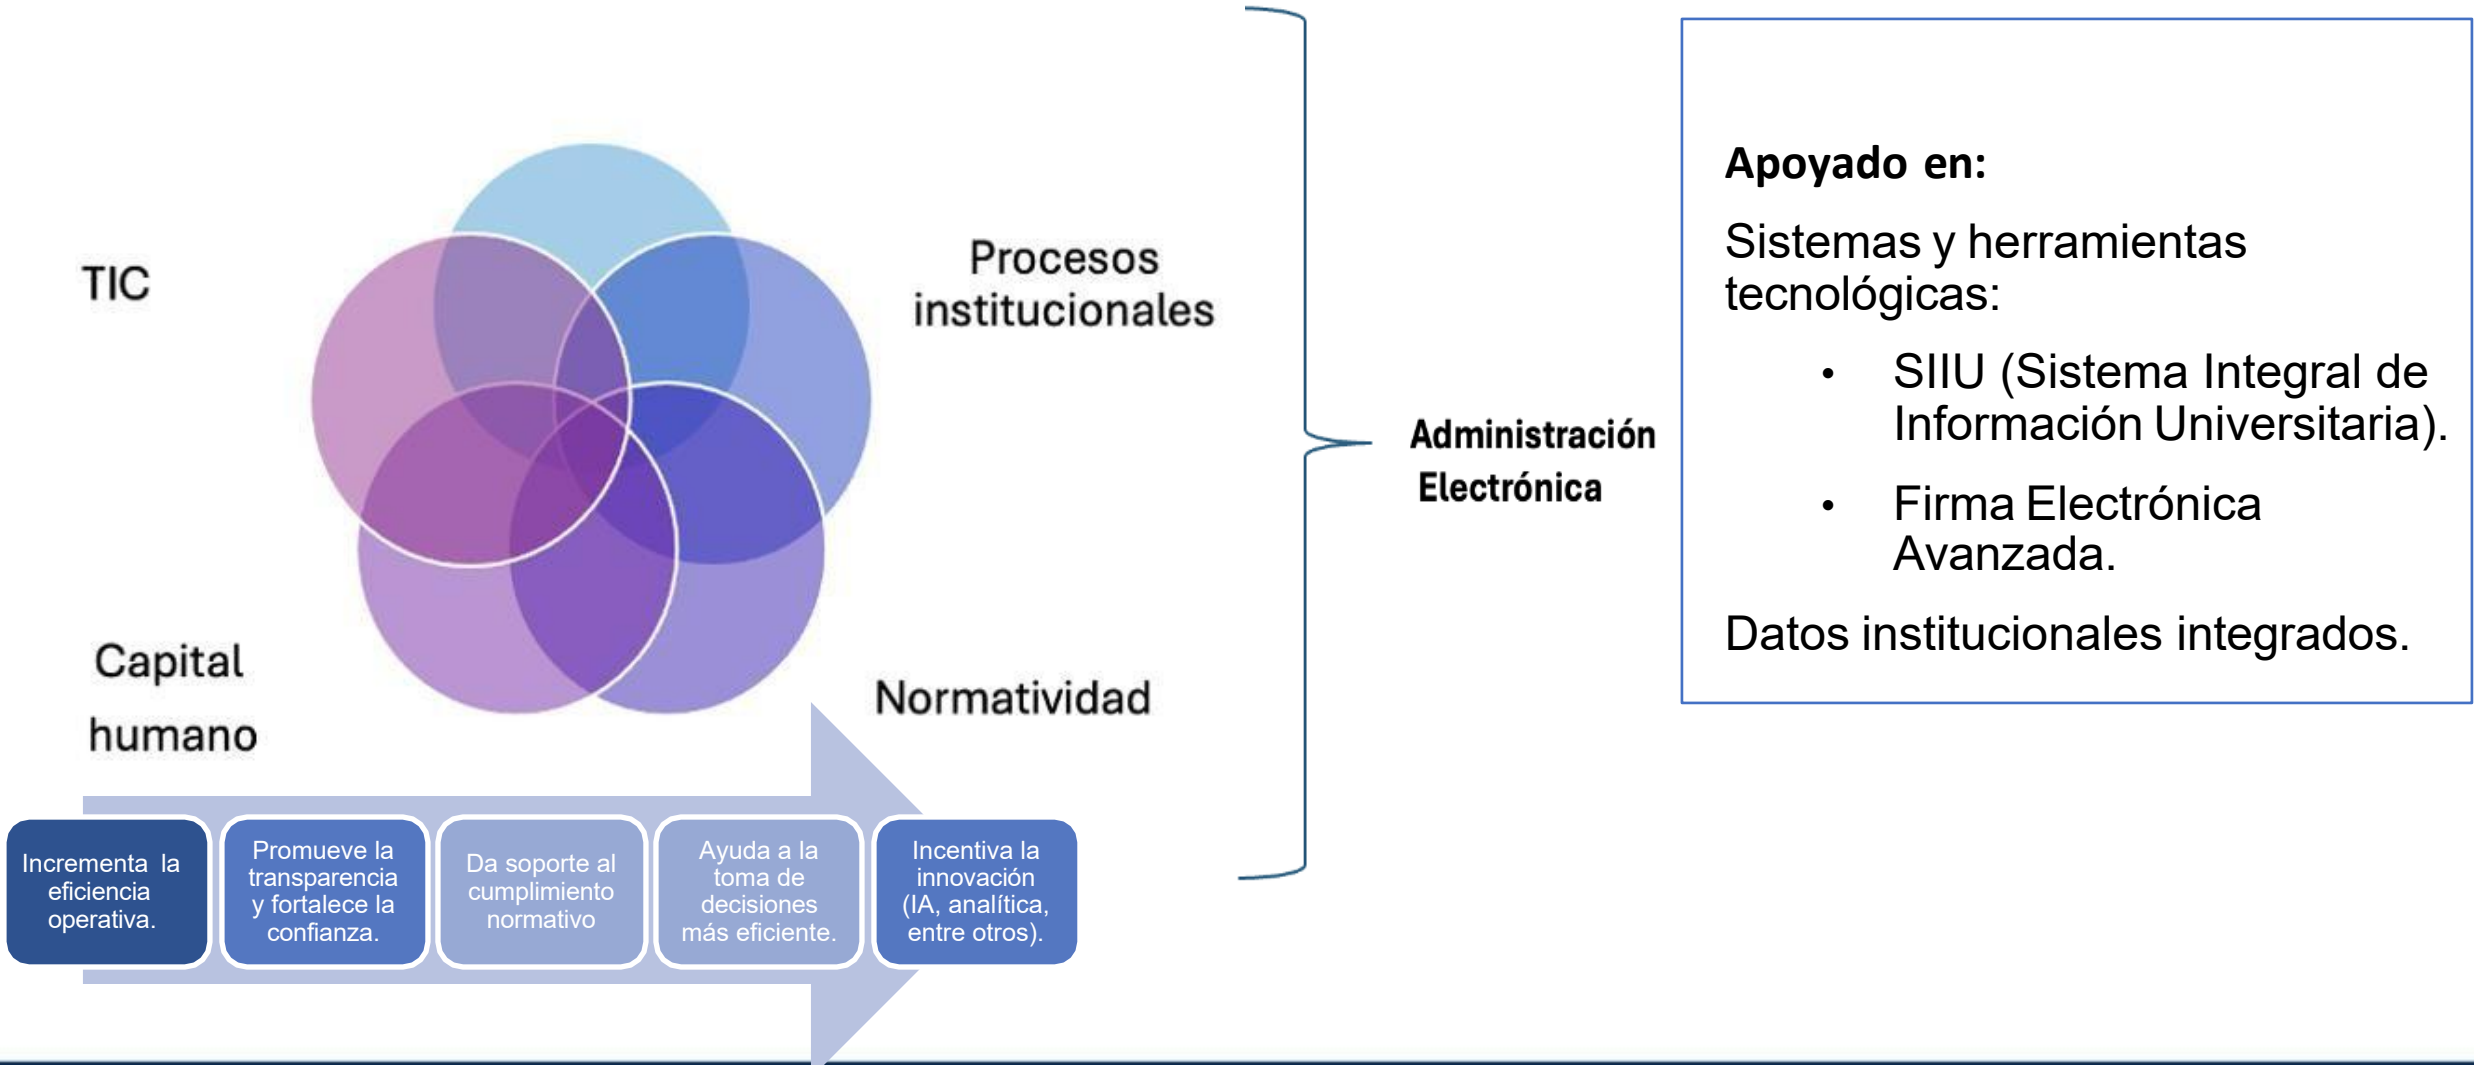 TIC
Procesos
institucionales
Capital
humano
Normatividad
Incrementa la
eficiencia
operativa.
Promueve la
transparencia
y fortalece la
confianza.
Da soporte al
cumplimiento
normativo
Ayuda a la
toma de
decisiones
más eficiente.
Incentiva la
innovación
(IA, analítica,
entre otros).
Administración
Electrónica
Apoyado en:
Sistemas y herramientas
tecnológicas:
• SIIU (Sistema Integral de
Información Universitaria).
• Firma Electrónica
Avanzada.
Datos institucionales integrados.